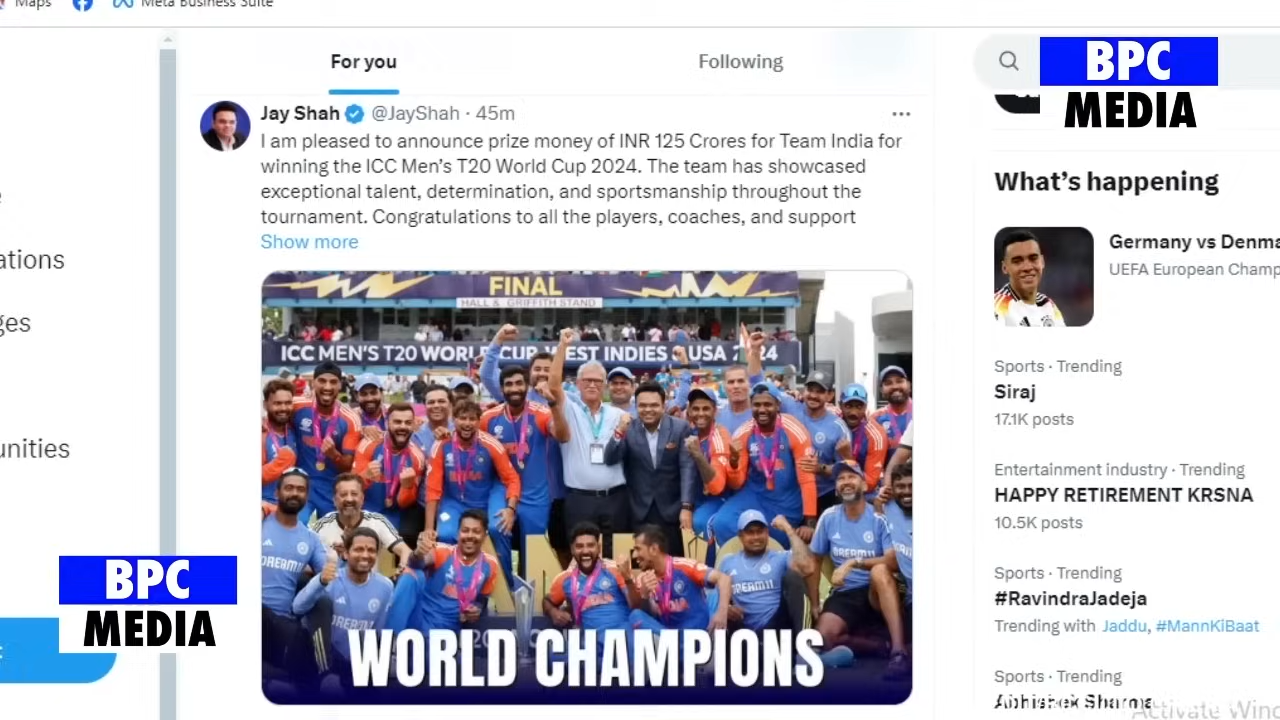 Maps
Meta Business Suite
For you
Following
BPC
MEDIA
Jay Shah @JayShah · 45m
I am pleased to announce prize money of INR 125 Crores for Team India for
winning the ICC Men's T20 World Cup 2024. The team has showcased
exceptional talent, determination, and sportsmanship throughout the
tournament. Congratulations to all the players, coaches, and support
Show more
FINAL
HALL & GRIFFITH STAND
ICC MEN'S T20 WORLD CUP WEST INDIES & USA 2024
DREAM11
DREAM11
WORLD CHAMPIONS
What's happening
Germany vs Denma
UEFA European Champ
Sports · Trending
Siraj
17.1K posts
Entertainment industry · Trending
HAPPY RETIREMENT KRSNA
10.5K posts
Sports · Trending
#RavindraJadeja
Trending with Jaddu, #MannKiBaat
Sports · Trending
Abhishek Sharma
Activate Wind
ations
ges
unities
BPC
MEDIA